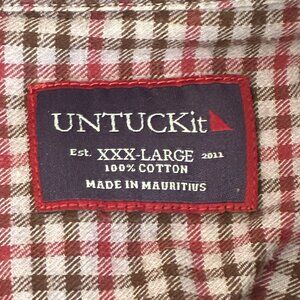 UNTUCKit
Est. XXX-LARGE 2011
100% COTTON
MADE IN MAURITIUS